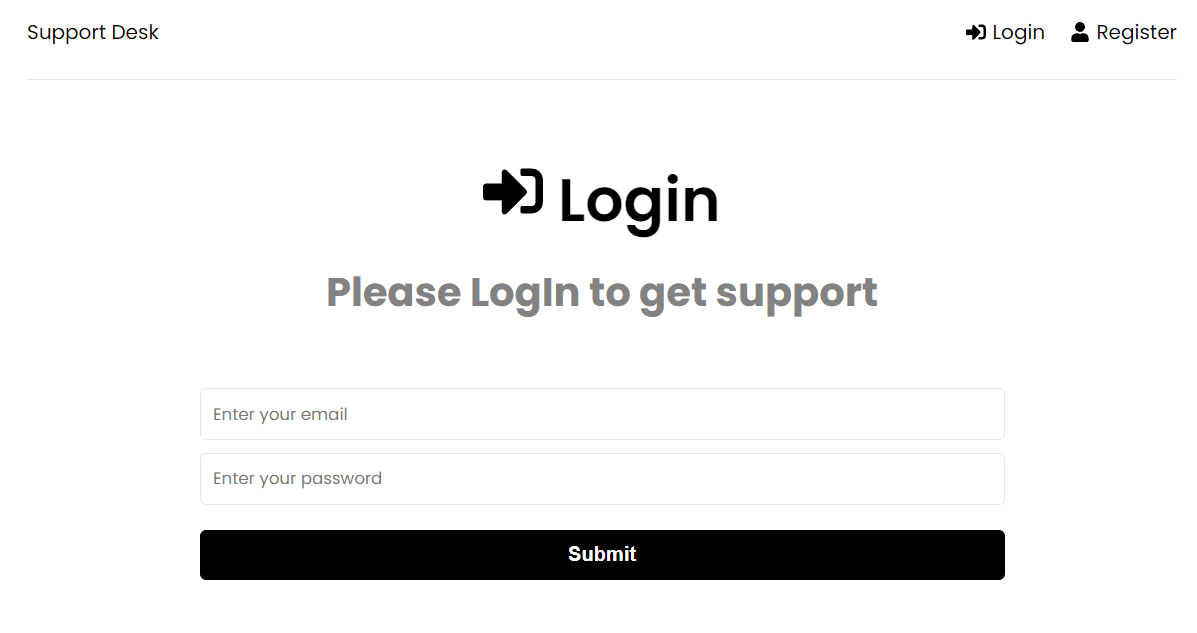 Support Desk
Login
Register
Login
Please LogIn to get support
Enter your email
Enter your password
Submit